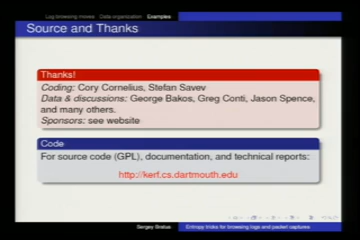 Log browsing moves Data organization Examples
Source and Thanks
Thanks!
Coding: Cory Cornelius, Stefan Savev
Data & discussions: George Bakos, Greg Conti, Jason Spence,
and many others.
Sponsors: see website
Code
For source code (GPL), documentation, and technical reports:
http://kerf.cs.dartmouth.edu
Sergey Bratus Entropy tricks for browsing logs and packet captures